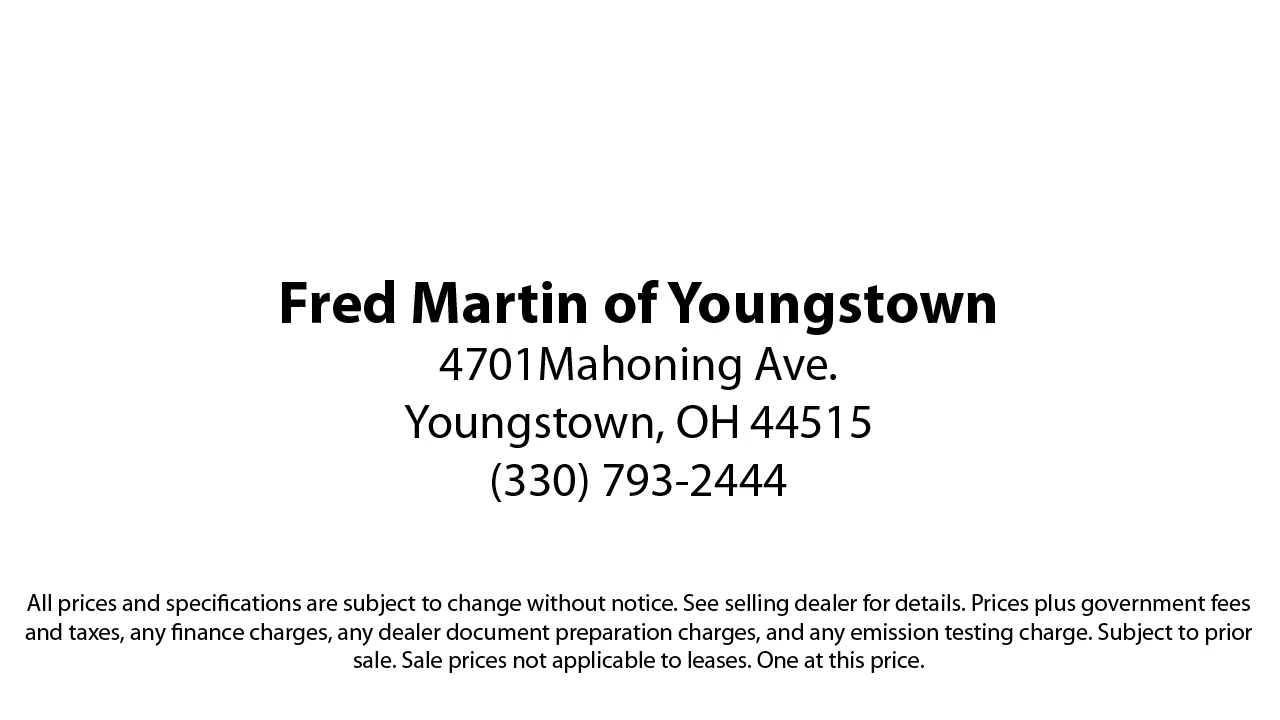 Fred Martin of Youngstown
4701Mahoning Ave.
Youngstown, OH 44515
(330) 793-2444
All prices and specifications are subject to change without notice. See selling dealer for details. Prices plus government fees
and taxes, any finance charges, any dealer document preparation charges, and any emission testing charge. Subject to prior
sale. Sale prices not applicable to leases. One at this price.